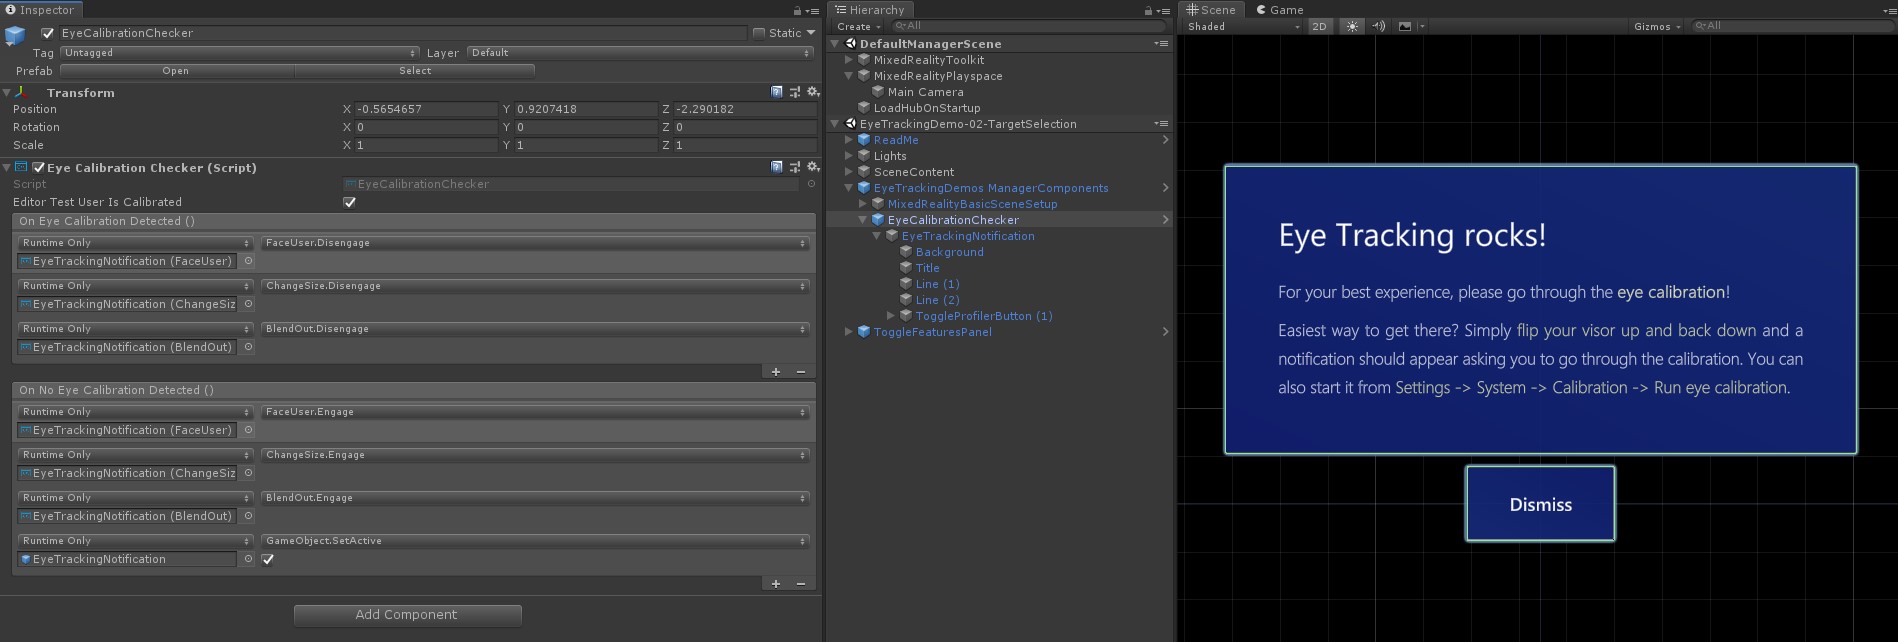 Inspector
EyeCalibrationChecker
Static
Tag Untagged Layer Default
Prefab Open Select
Transform
Position X -0.5654657 Y 0.9207418 Z -2.290182
Rotation X 0 Y 0 Z 0
Scale X 1 Y 1 Z 1
Eye Calibration Checker (Script)
Script EyeCalibrationChecker
Editor Test User Is Calibrated
On Eye Calibration Detected ()
Runtime Only FaceUser.Disengage
EyeTrackingNotification (FaceUser)
Runtime Only ChangeSize.Disengage
EyeTrackingNotification (ChangeSiz
Runtime Only BlendOut.Disengage
EyeTrackingNotification (BlendOut)
+ −
On No Eye Calibration Detected ()
Runtime Only FaceUser.Engage
EyeTrackingNotification (FaceUser)
Runtime Only ChangeSize.Engage
EyeTrackingNotification (ChangeSiz
Runtime Only BlendOut.Engage
EyeTrackingNotification (BlendOut)
Runtime Only GameObject.SetActive
EyeTrackingNotification
+ −
Add Component
Hierarchy
Create All
DefaultManagerScene
MixedRealityToolkit
MixedRealityPlayspace
Main Camera
LoadHubOnStartup
EyeTrackingDemo-02-TargetSelection
ReadMe
Lights
SceneContent
EyeTrackingDemos ManagerComponents
MixedRealityBasicSceneSetup
EyeCalibrationChecker
EyeTrackingNotification
Background
Title
Line (1)
Line (2)
ToggleProfilerButton (1)
ToggleFeaturesPanel
Scene Game
Shaded 2D Gizmos All
Eye Tracking rocks!
For your best experience, please go through the eye calibration!
Easiest way to get there? Simply flip your visor up and back down and a
notification should appear asking you to go through the calibration. You can
also start it from Settings -> System -> Calibration -> Run eye calibration.
Dismiss